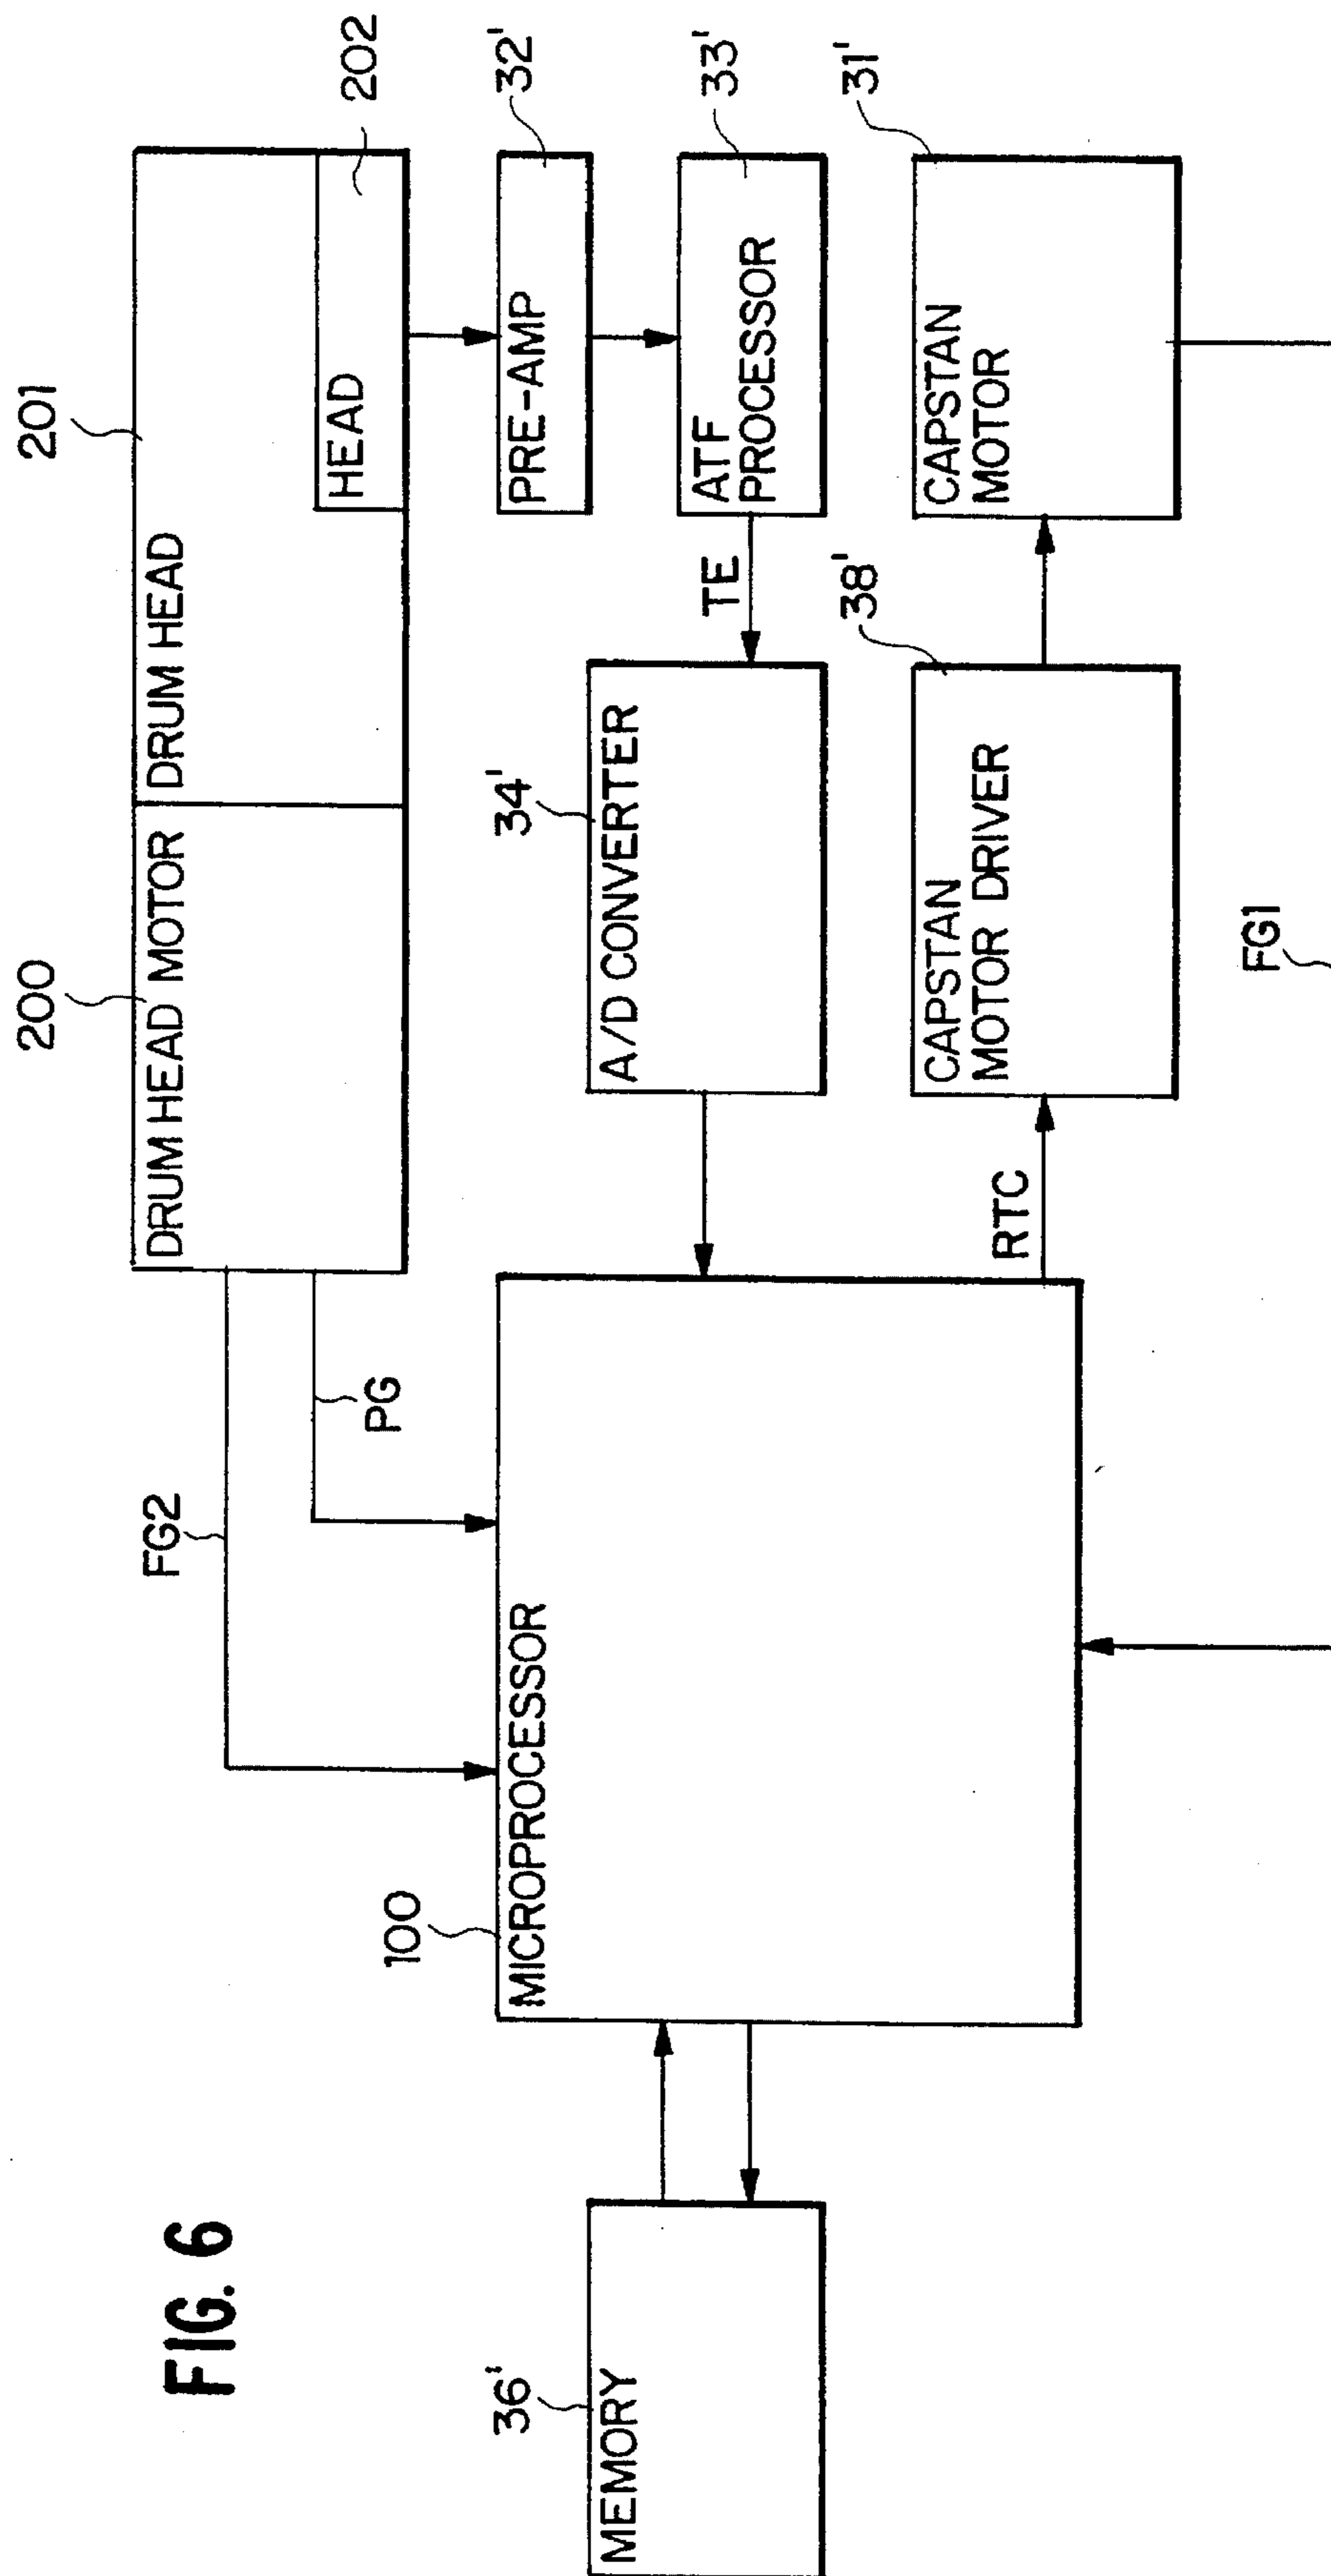 FIG. 6
200
201
202
DRUM HEAD MOTOR
DRUM HEAD
HEAD
FG2
PG
100
MICROPROCESSOR
36'
MEMORY
34'
A/D CONVERTER
32'
PRE-AMP
33'
ATF
PROCESSOR
TE
RTC
38'
CAPSTAN
MOTOR DRIVER
31'
CAPSTAN
MOTOR
FG1